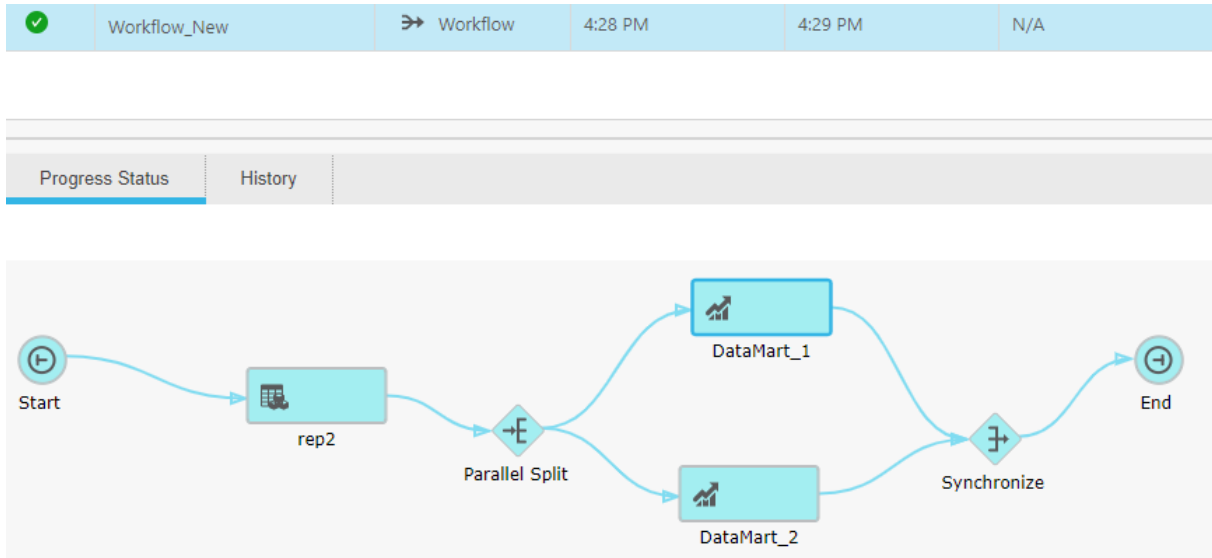 Workflow_New Workflow 4:28 PM 4:29 PM N/A
Progress Status History
DataMart_1
Start
End
rep2
Parallel Split
Synchronize
DataMart_2